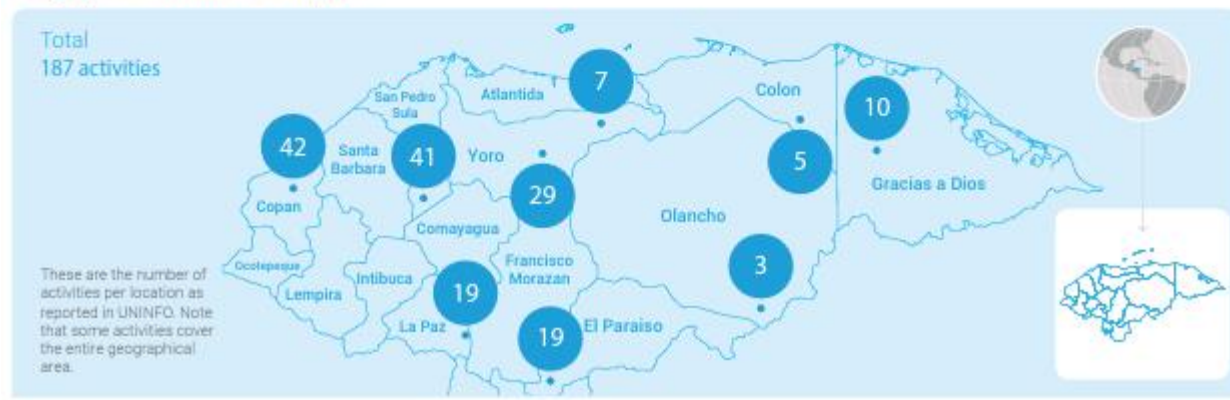 Total
187 activities
7
Colon
10
San Pedro
Sula
Atlantida
42
Santa
Barbara
41
Yoro
5
Gracias a Dios
29
Copan
Olancho
Comayagua
3
Ocotepeque
Intibuca
Francisco
Morazan
Lempira
19
La Paz
19
El Paraiso
These are the number of
activities per location as
reported in UNINFO. Note
that some activities cover
the entire geographical
area.